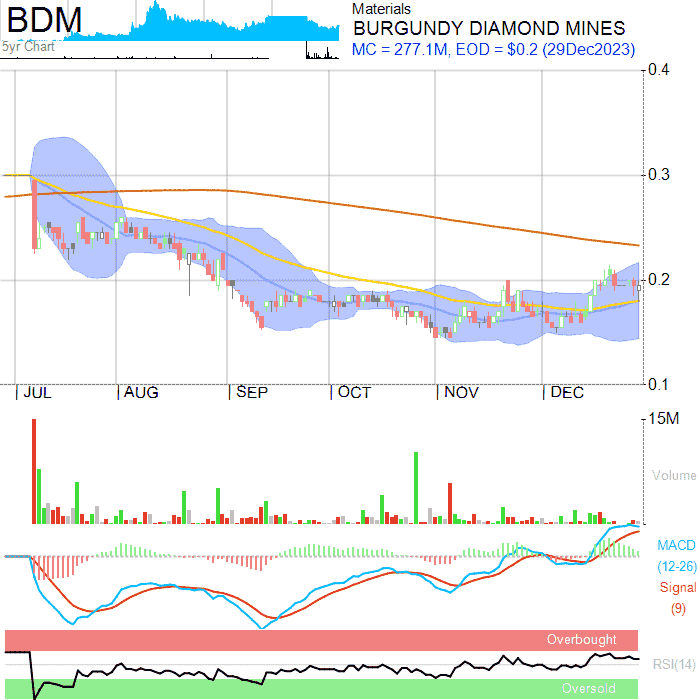 BDM
5yr Chart
Materials
BURGUNDY DIAMOND MINES
MC = 277.1M, EOD = $0.2 (29Dec2023)
0.4
0.3
0.2
0.1
JUL AUG SEP OCT NOV DEC
15M
Volume
MACD
(12-26)
Signal
(9)
Overbought
RSI(14)
Oversold